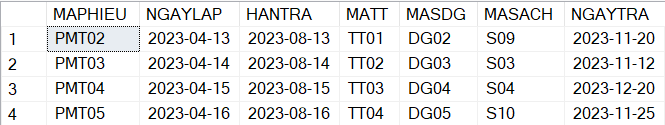 MAPHIEU NGAYLAP HANTRA MATT MASDG MASACH NGAYTRA
1 PMT02 2023-04-13 2023-08-13 TT01 DG02 S09 2023-11-20
2 PMT03 2023-04-14 2023-08-14 TT02 DG03 S03 2023-11-12
3 PMT04 2023-04-15 2023-08-15 TT03 DG04 S04 2023-12-20
4 PMT05 2023-04-16 2023-08-16 TT04 DG05 S10 2023-11-25